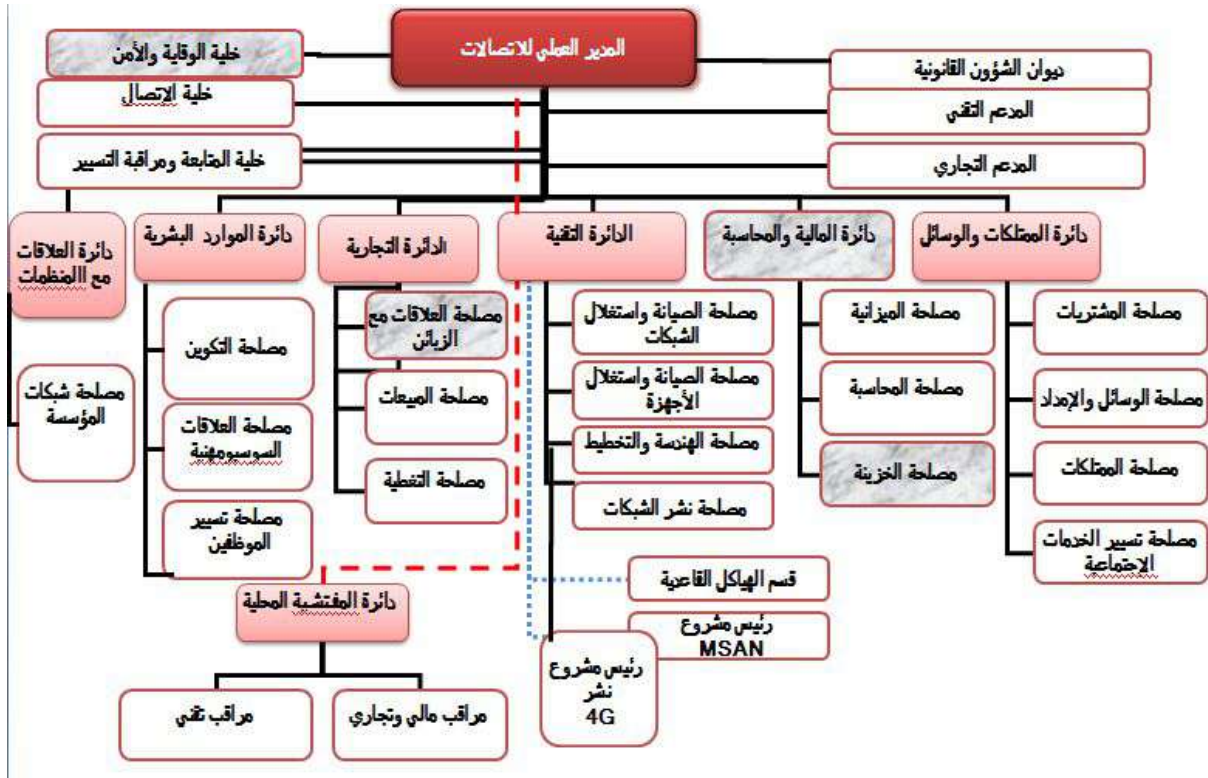 المدير العملي للاتصالات
خلية الوقاية والأمن
ديوان الشؤون القانونية
خلية الإتصال
المدعم التقني
خلية المتابعة ومراقبة التسيير
المدعم التجاري
دائرة الممتلكات والوسائل
دائرة المالية والمحاسبة
الدائرة التقنية
الدائرة التجارية
دائرة الموارد البشرية
دائرة العلاقات
مع االمنظمات
مصلحة المشتريات
مصلحة الوسائل والإمداد
مصلحة الممتلكات
مصلحة تسيير الخدمات
الإجتماعية
مصلحة الميزانية
مصلحة المحاسبة
مصلحة الخزينة
مصلحة الصيانة واستغلال
الشبكات
مصلحة الصيانة واستغلال
الأجهزة
مصلحة الهندسة والتخطيط
مصلحة نشر الشبكات
قسم الهياكل القاعدية
رئيس مشروع
MSAN
رئيس مشروع
نشر
4G
مصلحة العلاقات مع
الزبائن
مصلحة المبيعات
مصلحة التغطية
مصلحة التكوين
مصلحة العلاقات
السوسيومهنية
مصلحة تسيير
الموظفين
مصلحة شبكات
المؤسسة
دائرة المفتشية المحلية
مراقب مالي وتجاري
مراقب تقني